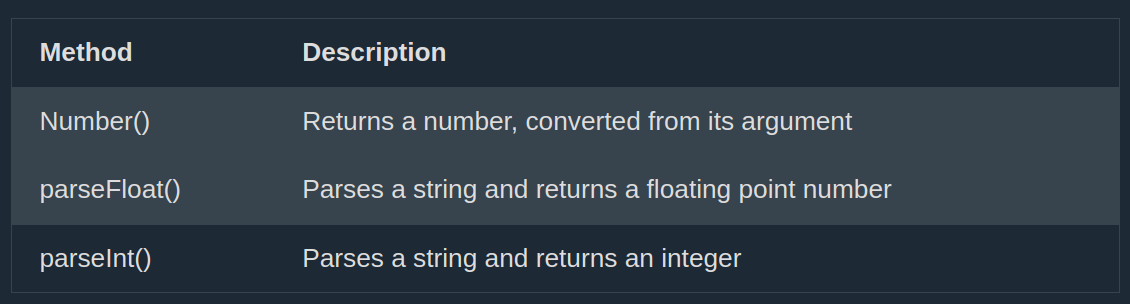 Method Description
Number() Returns a number, converted from its argument
parseFloat() Parses a string and returns a floating point number
parseInt() Parses a string and returns an integer